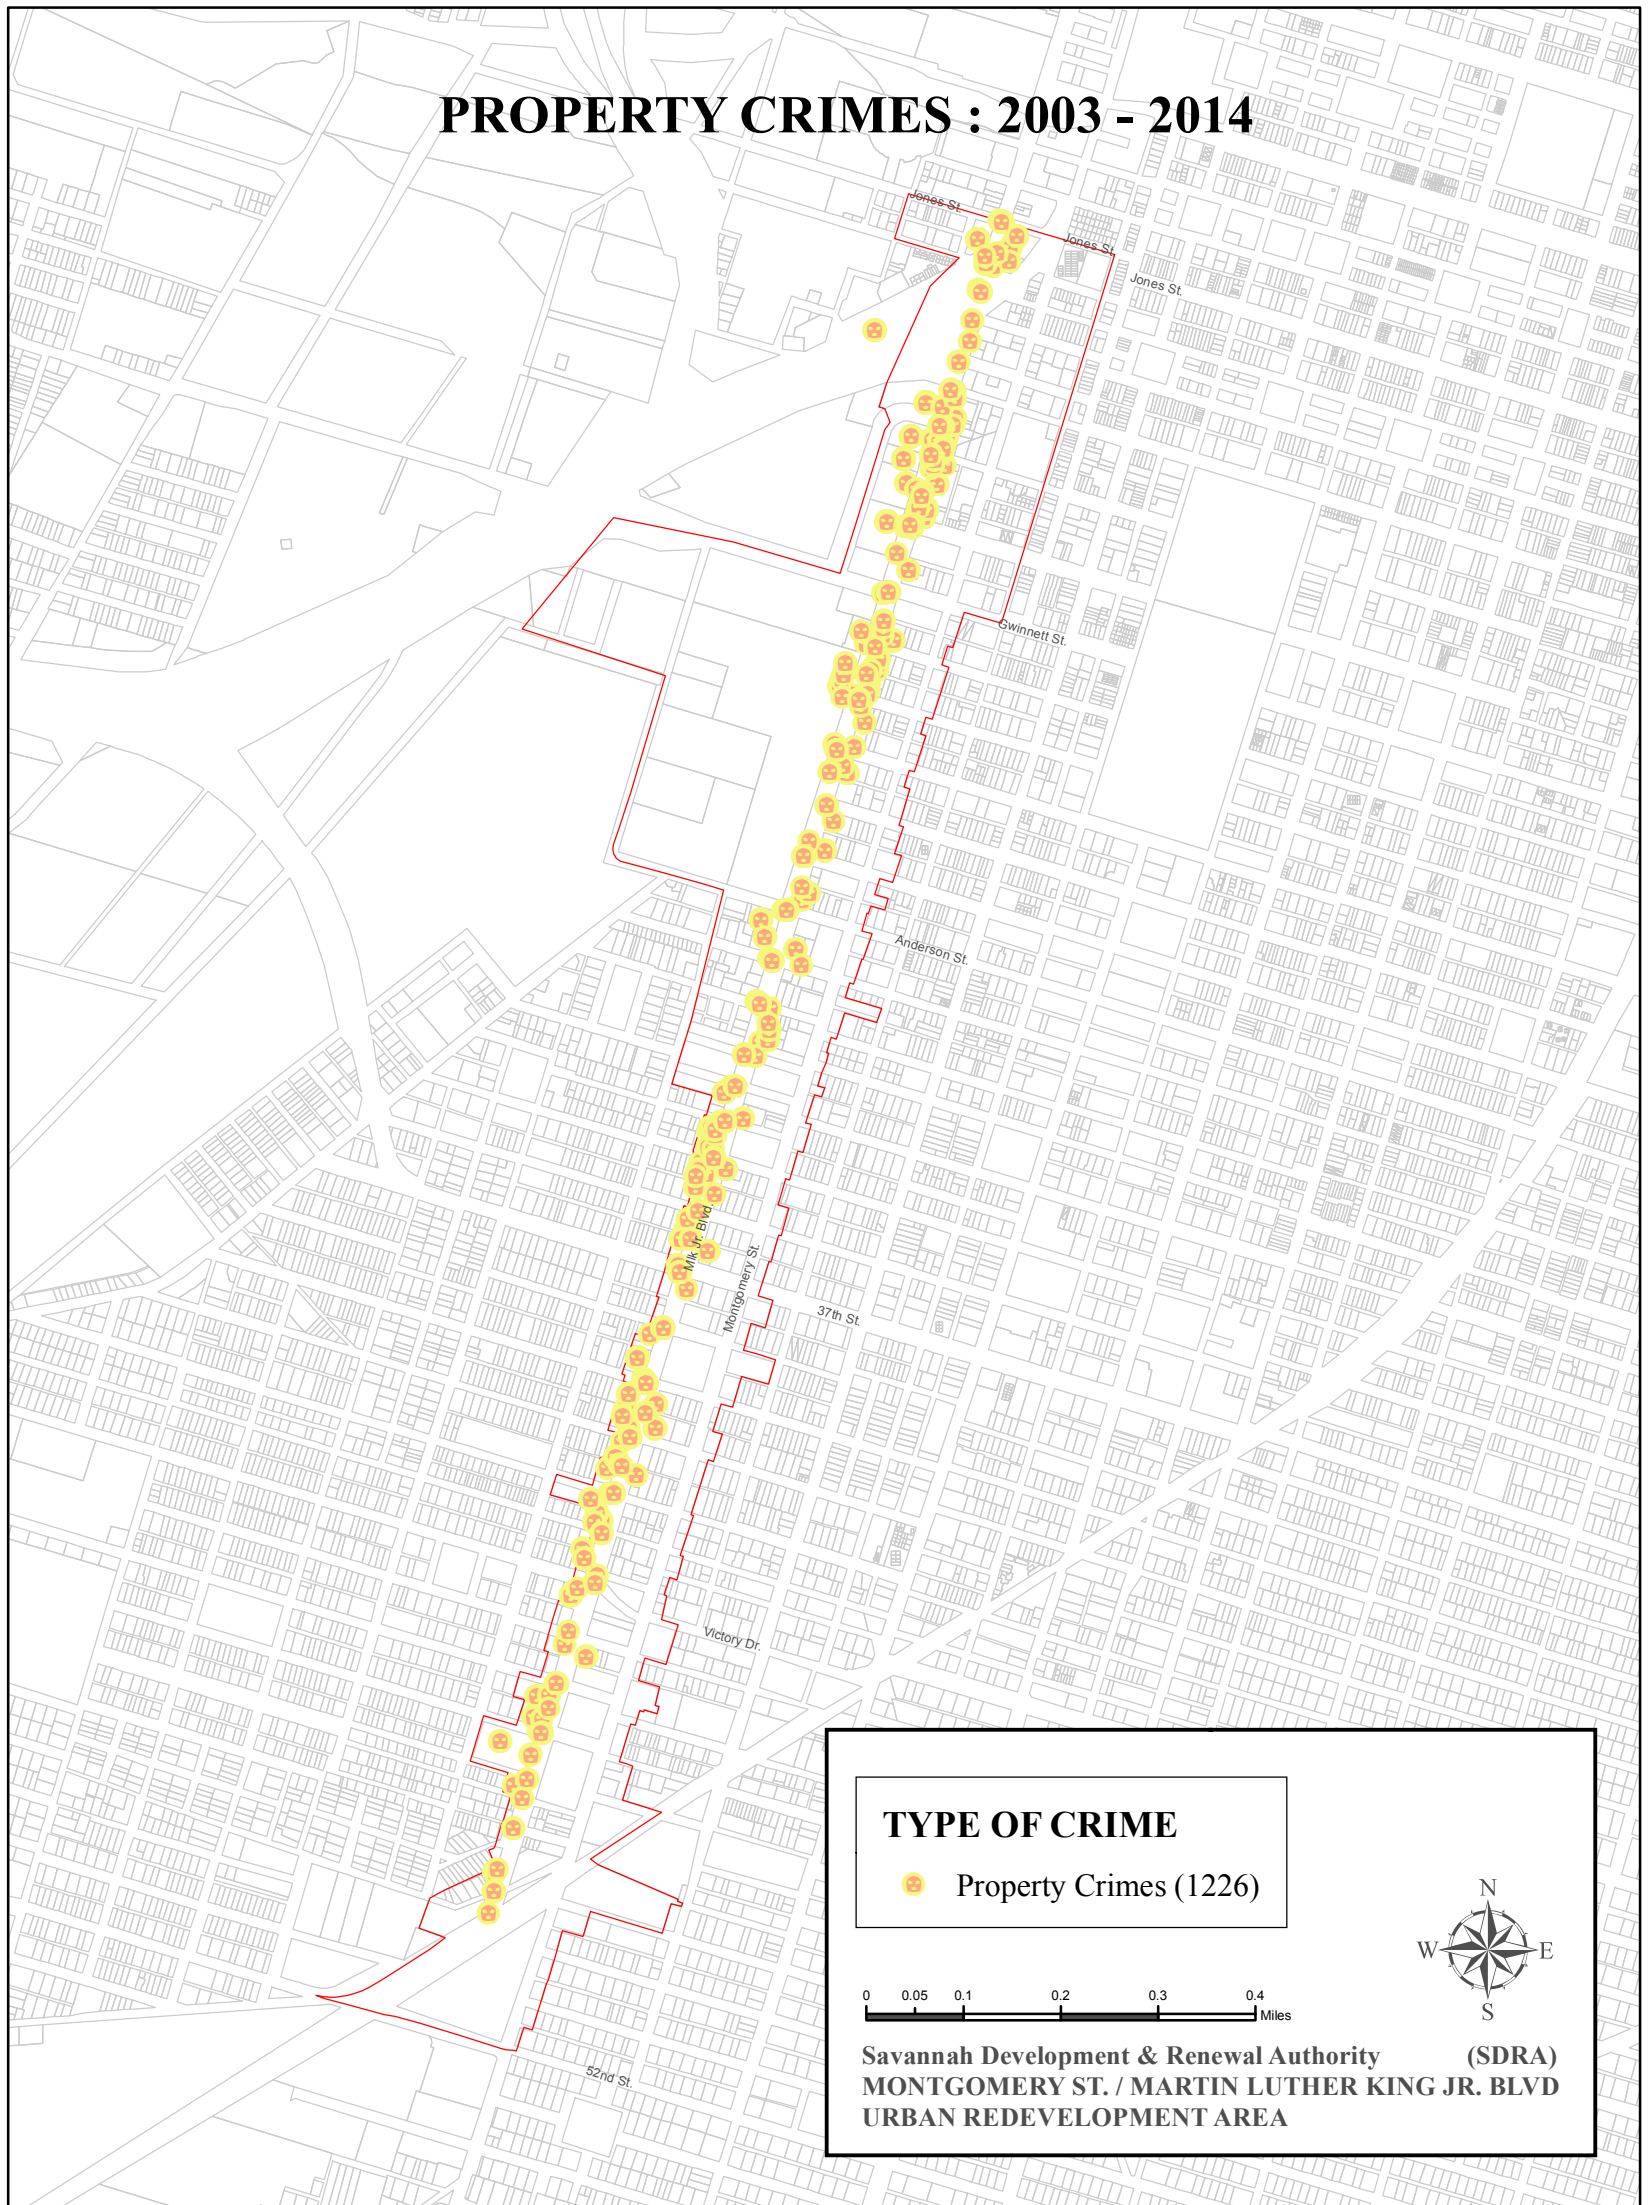 PROPERTY CRIMES : 2003 - 2014
Jones St.
Jones St.
Jones St.
Gwinnett St.
Anderson St.
Mlk Jr. Blvd.
Montgomery St.
37th St.
Victory Dr.
52nd St.
TYPE OF CRIME
Property Crimes (1226)
N
W E
S
0 0.05 0.1 0.2 0.3 0.4
Miles
Savannah Development & Renewal Authority (SDRA)
MONTGOMERY ST. / MARTIN LUTHER KING JR. BLVD
URBAN REDEVELOPMENT AREA